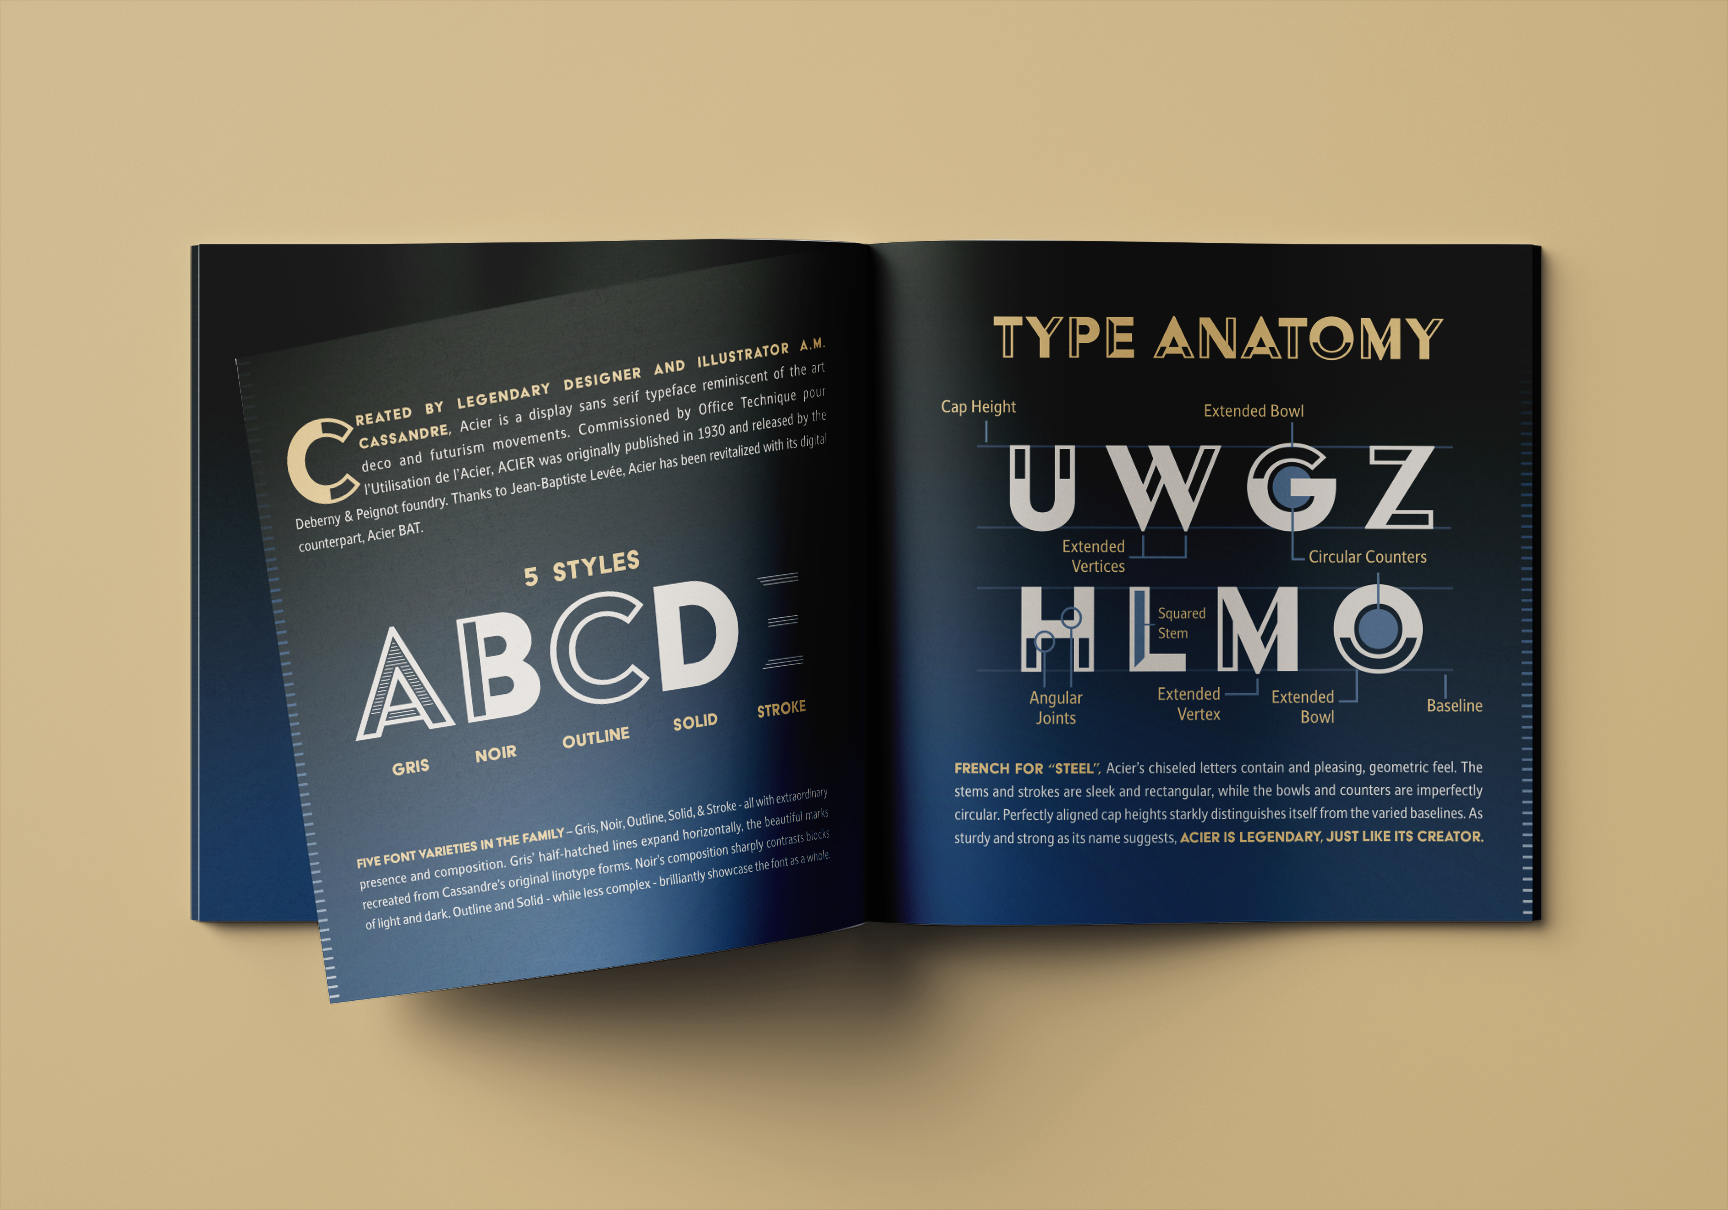 CREATED BY LEGENDARY DESIGNER AND ILLUSTRATOR A.M.
CASSANDRE, Acier is a display sans serif typeface reminiscent of the art
deco and futurism movements. Commissioned by Office Technique pour
l'Utilisation de l'Acier, ACIER was originally published in 1930 and released by the
Deberny & Peignot foundry. Thanks to Jean-Baptiste Levée, Acier has been revitalized with its digital
counterpart, Acier BAT.
5 STYLES
ABCDE
GRIS NOIR OUTLINE SOLID STROKE
FIVE FONT VARIETIES IN THE FAMILY – Gris, Noir, Outline, Solid, & Stroke - all with extraordinary
presence and composition. Gris' half-hatched lines expand horizontally, the beautiful marks
recreated from Cassandre's original linotype forms. Noir's composition sharply contrasts blocks
of light and dark. Outline and Solid - while less complex - brilliantly showcase the font as a whole.
TYPE ANATOMY
Cap Height
Extended Bowl
UWGZ
Extended
Vertices
Circular Counters
HLMO
Squared
Stem
Angular
Joints
Extended
Vertex
Extended
Bowl
Baseline
FRENCH FOR “STEEL”, Acier's chiseled letters contain and pleasing, geometric feel. The
stems and strokes are sleek and rectangular, while the bowls and counters are imperfectly
circular. Perfectly aligned cap heights starkly distinguishes itself from the varied baselines. As
sturdy and strong as its name suggests, ACIER IS LEGENDARY, JUST LIKE ITS CREATOR.